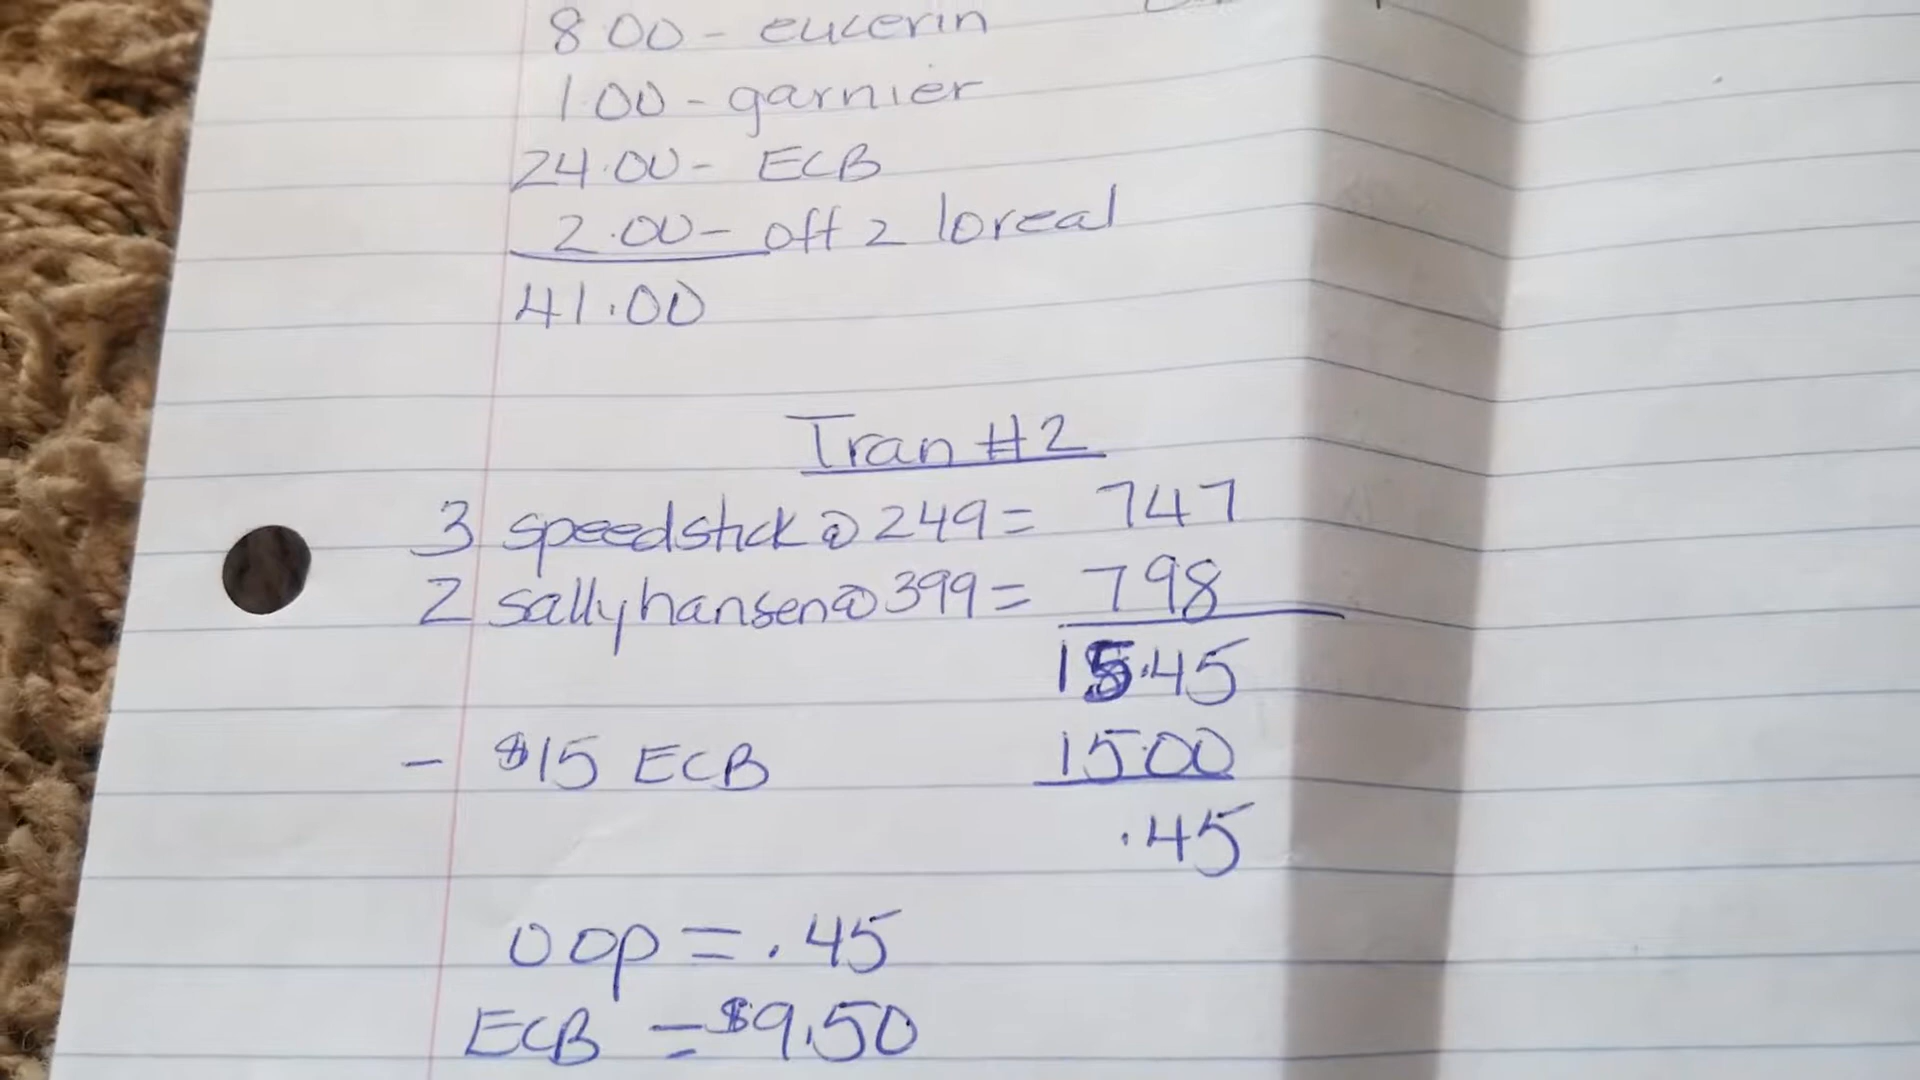 8.00 - eucerin
1.00 - garnier
24.00 - ECB
2.00 - off 2 loreal
41.00
Tran #2
3 speedstick @ 249 = 747
2 sallyhansen @ 399 = 798
15.45
- $15 ECB 15.00
.45
OOp = .45
ECB = $9.50